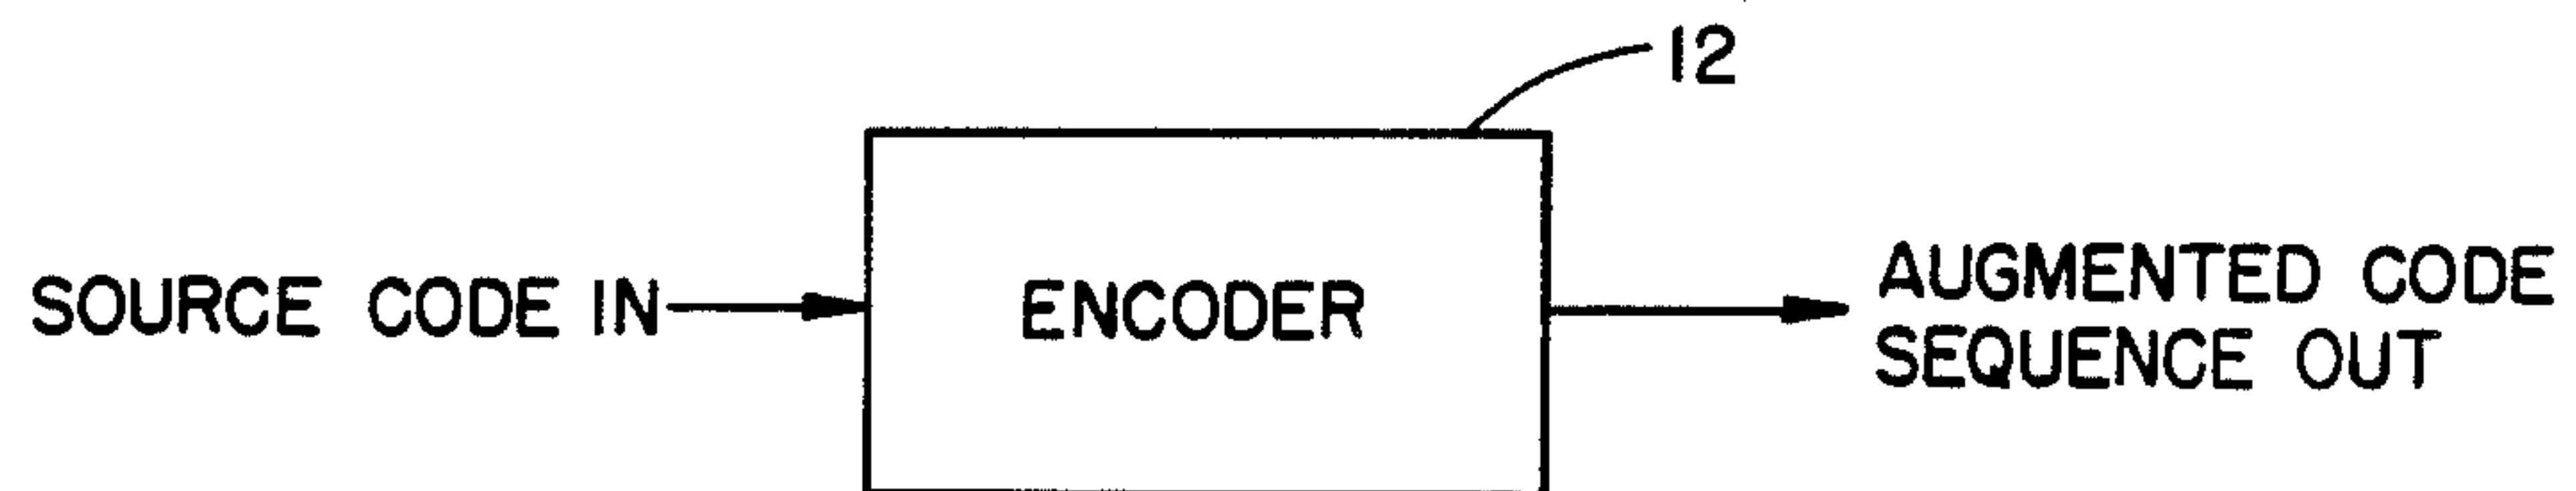 12
SOURCE CODE IN
ENCODER
AUGMENTED CODE
SEQUENCE OUT